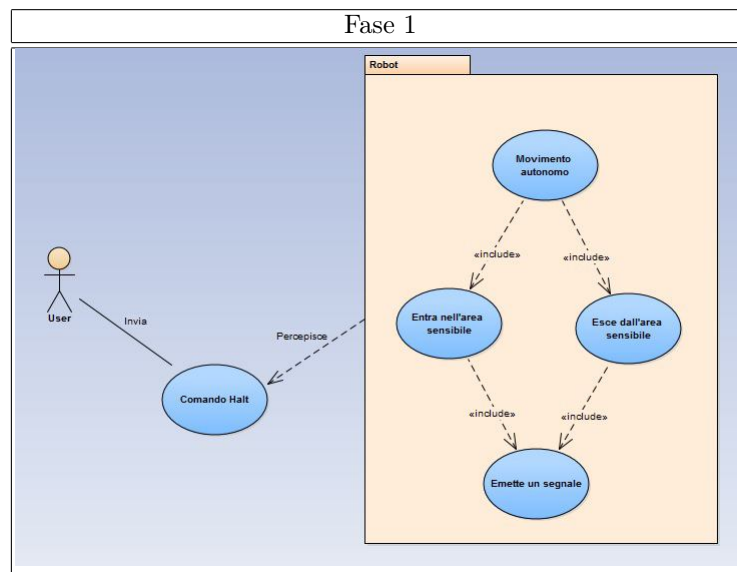 Fase 1
Robot
Movimento
autonomo
«include»
«include»
Entra nell'area
sensibile
Esce dall'area
sensibile
User
Invia
Percepisce
Comando Halt
«include»
«include»
Emette un segnale